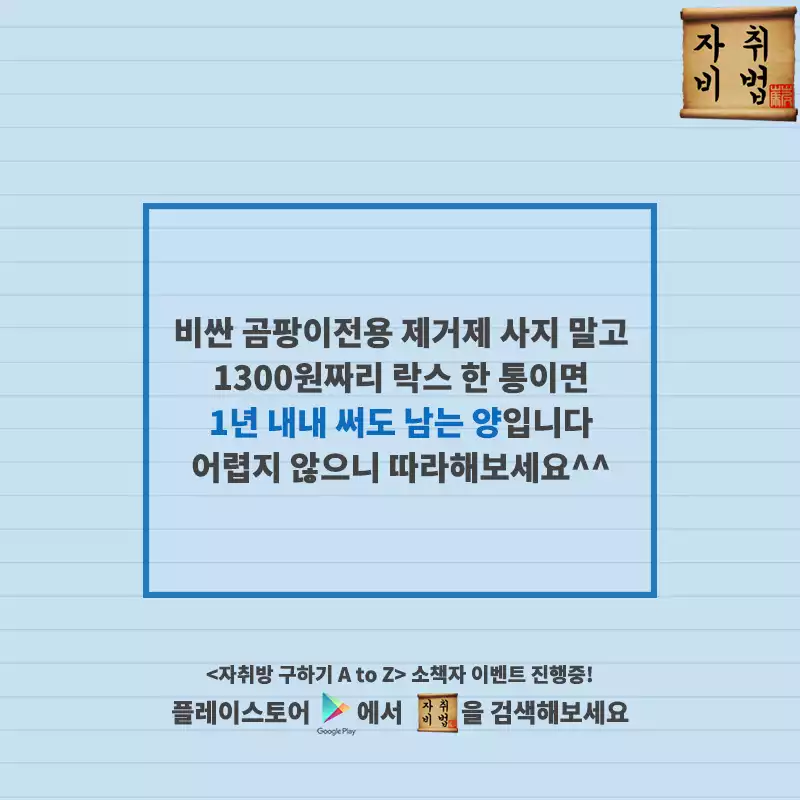 자취
비법
비싼 곰팡이전용 제거제 사지 말고
1300원짜리 락스 한 통이면
1년 내내 써도 남는 양입니다
어렵지 않으니 따라해보세요^^
<자취방 구하기 A to Z> 소책자 이벤트 진행중!
플레이스토어 Google Play 에서 자취비법 을 검색해보세요